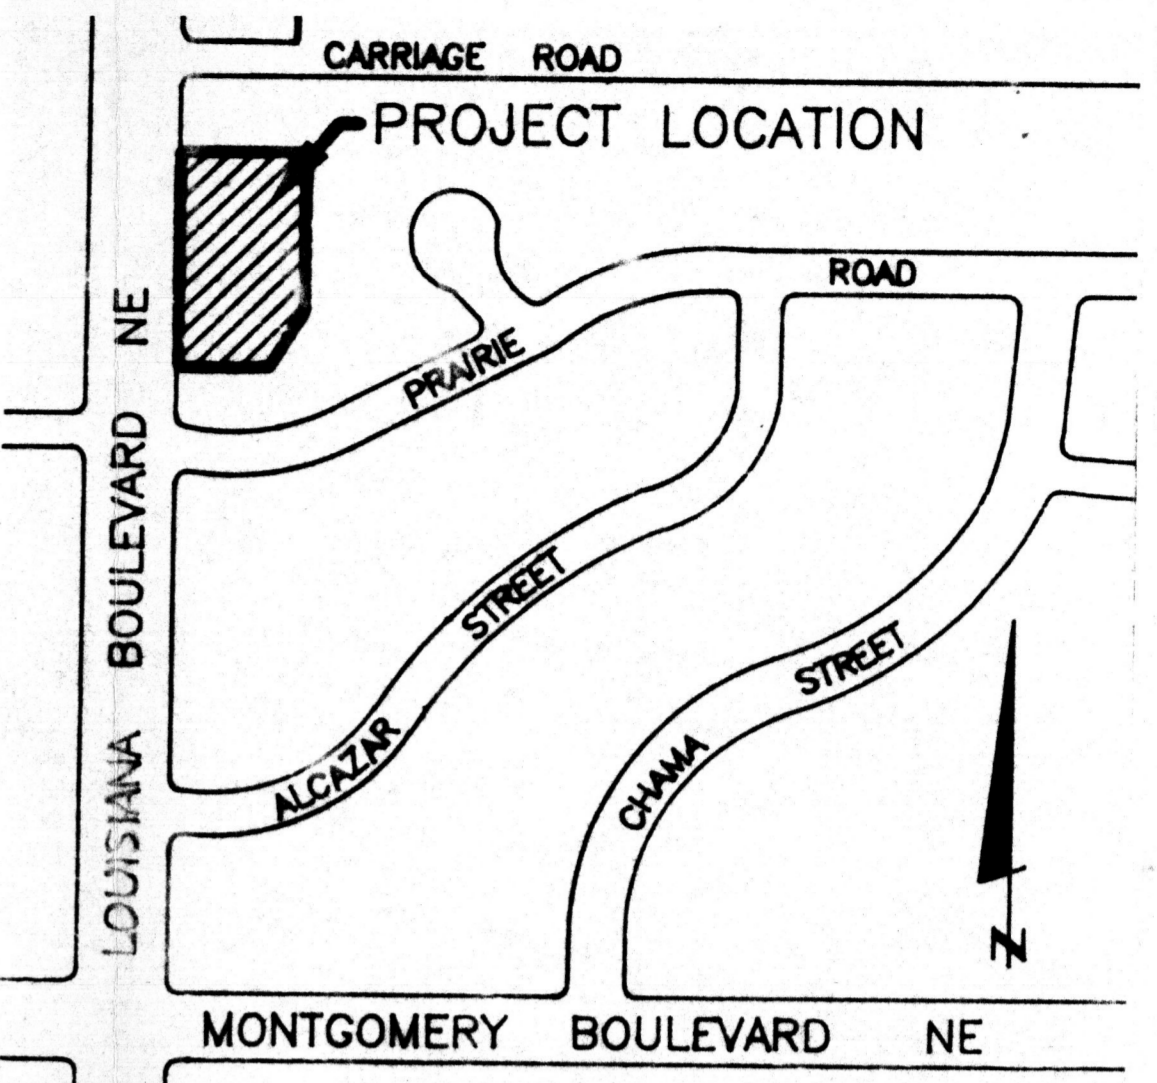 CARRIAGE ROAD
PROJECT LOCATION
ROAD
PRAIRIE
LOUISIANA BOULEVARD NE
ALCAZAR STREET
CHAMA STREET
N
MONTGOMERY BOULEVARD NE